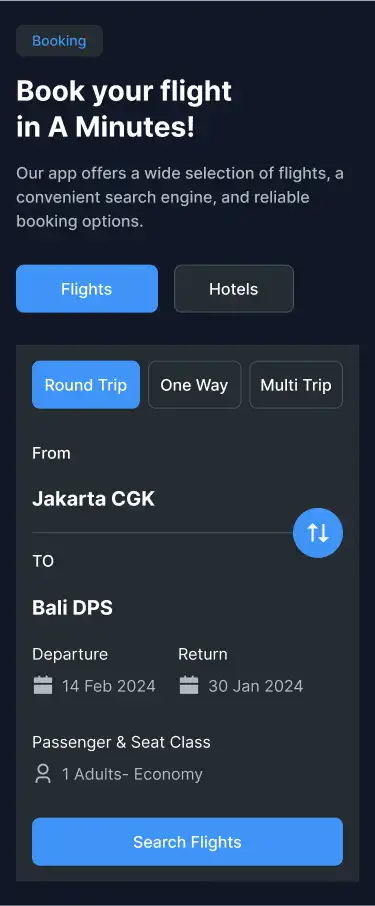 Booking
Book your flight
in A Minutes!
Our app offers a wide selection of flights, a
convenient search engine, and reliable
booking options.
Flights
Hotels
Round Trip
One Way
Multi Trip
From
Jakarta CGK
TO
Bali DPS
Departure
Return
14 Feb 2024
30 Jan 2024
Passenger & Seat Class
1 Adults- Economy
Search Flights